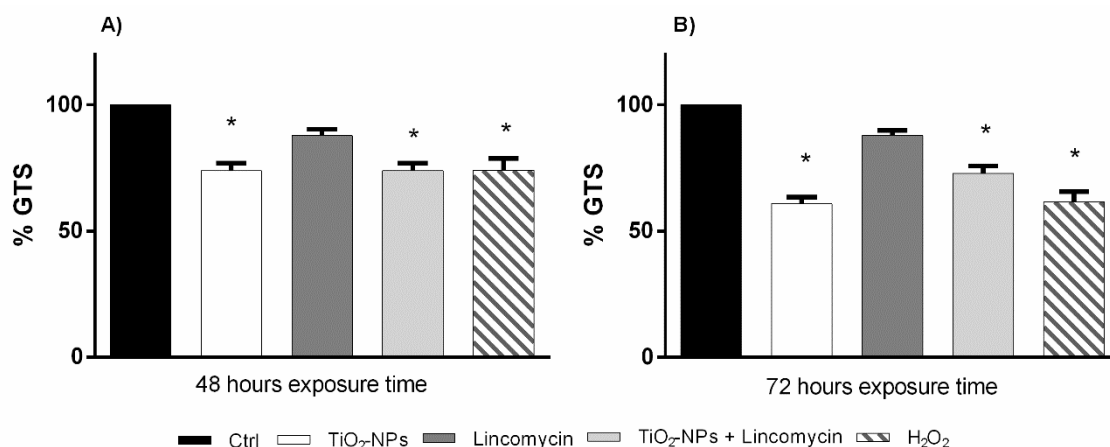 A)
% GTS
100
50
0
*
*
*
48 hours exposure time
B)
% GTS
100
50
0
*
*
*
72 hours exposure time
Ctrl TiO₂-NPs Lincomycin TiO₂-NPs + Lincomycin H₂O₂